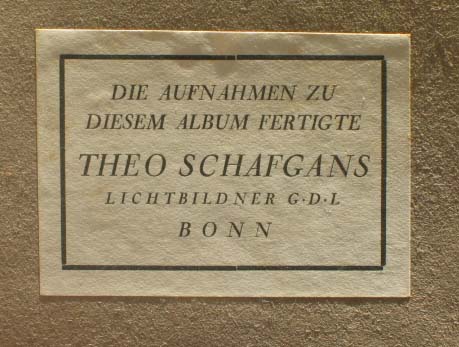 DIE AUFNAHMEN ZU
DIESEM ALBUM FERTIGTE
THEO SCHAFGANS
LICHTBILDNER G·D·L
BONN